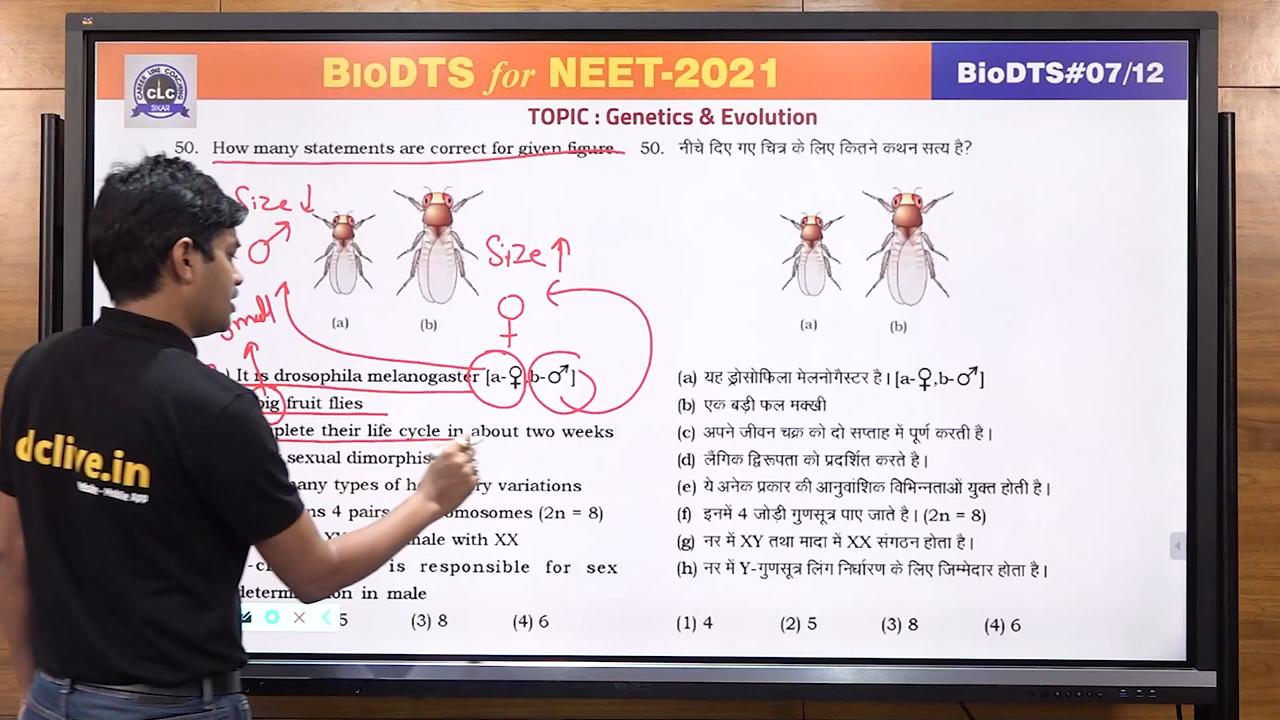 BIODTS for NEET-2021
BioDTS#07/12
CAREER LINE COACHING
CLC
SIKAR
TOPIC : Genetics & Evolution
50. How many statements are correct for given figure.
50. नीचे दिए गए चित्र के लिए कितने कथन सत्य है?
Size ↓
♂
Size ↑
♀
(a) (b)
(a) (b)
It is drosophila melanogaster [a-♀,b-♂]
big fruit flies
their life cycle in about two weeks
sexual
types of variations
4 pairs (2n = 8)
with XX
is responsible for sex
in male
5 (3) 8 (4) 6
(a) यह ड्रोसोफिला मेलनोगैस्टर है। [a-♀,b-♂]
(b) एक बड़ी फल मक्खी
(c) अपने जीवन चक्र को दो सप्ताह में पूर्ण करती है।
(d) लैंगिक द्विरूपता को प्रदर्शित करते है।
(e) ये अनेक प्रकार की आनुवांशिक विभिन्नताओं युक्त होती है।
(f) इनमें 4 जोड़ी गुणसूत्र पाए जाते है। (2n = 8)
(g) नर में XY तथा मादा में XX संगठन होता है।
(h) नर में Y-गुणसूत्र लिंग निर्धारण के लिए जिम्मेदार होता है।
(1) 4 (2) 5 (3) 8 (4) 6
dclive.in